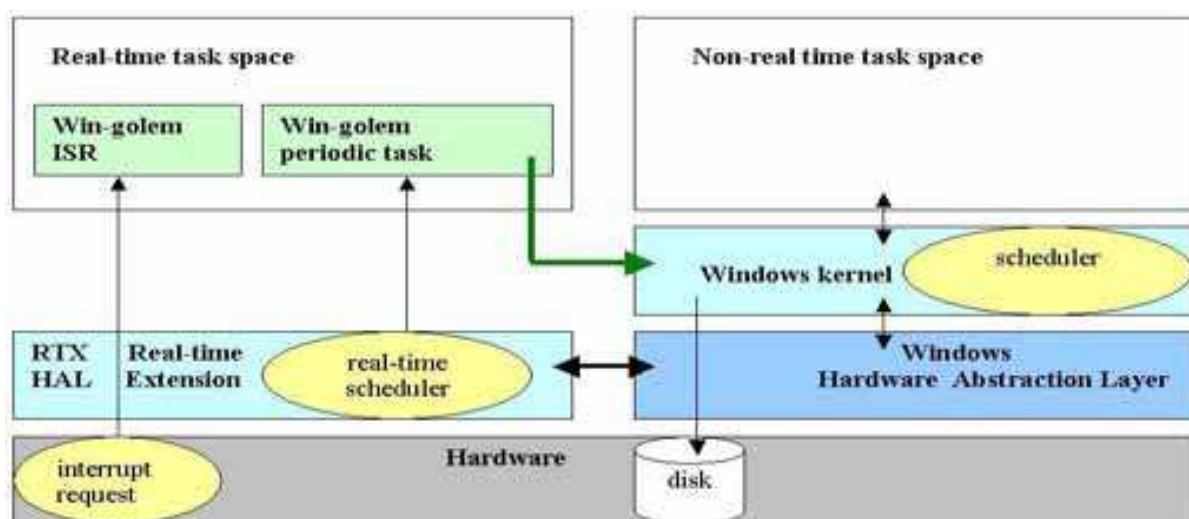 Real-time task space
Non-real time task space
Win-golem
ISR
Win-golem
periodic task
scheduler
Windows kernel
RTX
HAL
Real-time
Extension
real-time
scheduler
Windows
Hardware Abstraction Layer
Hardware
interrupt
request
disk